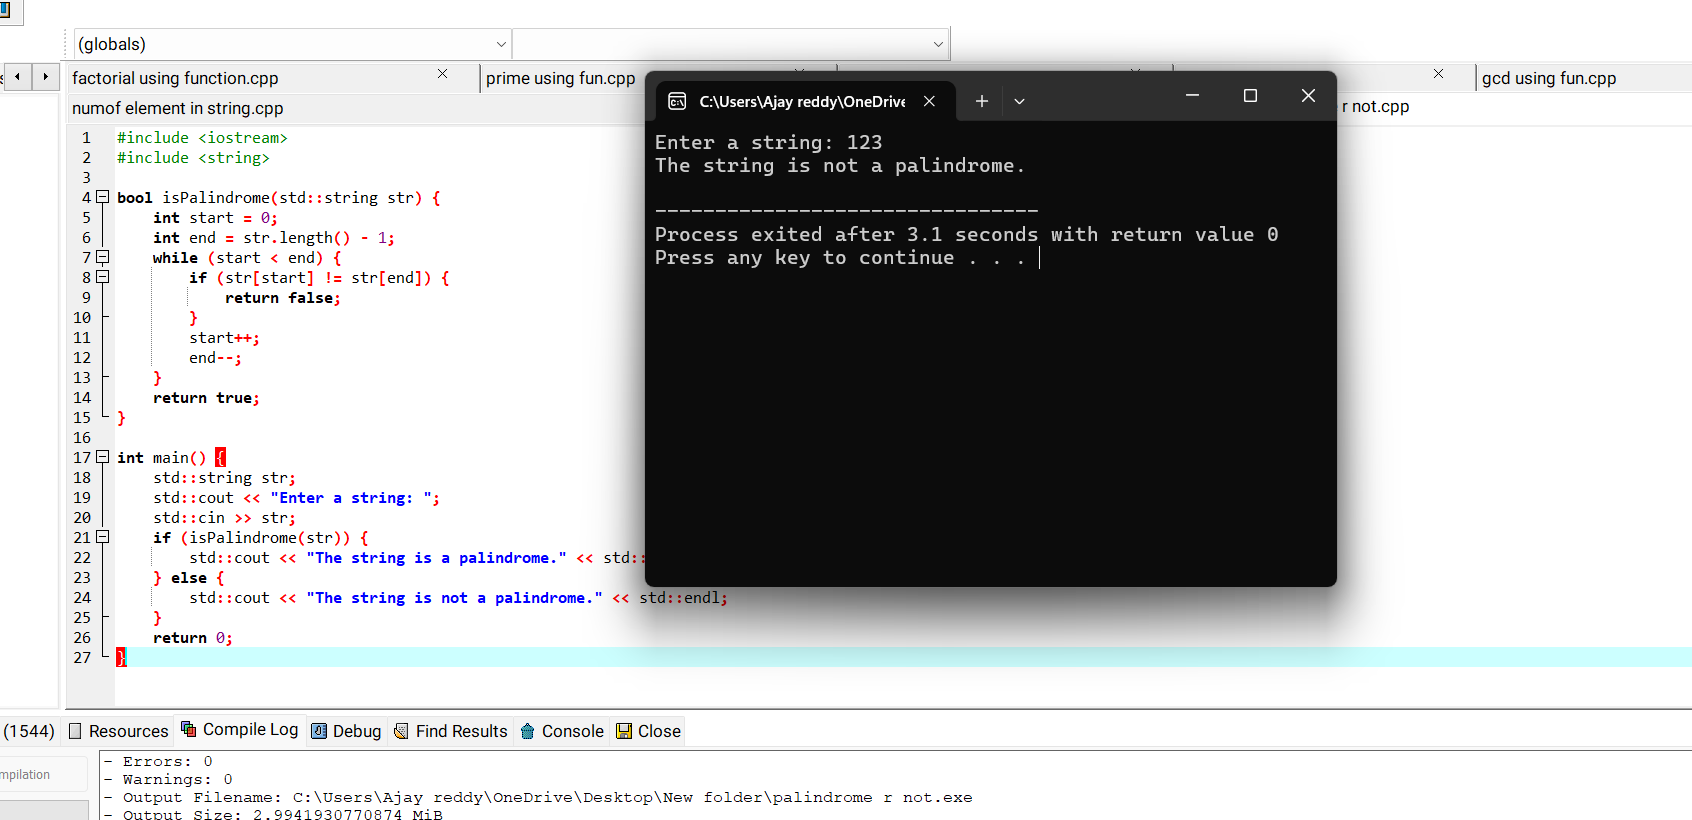 (globals)
factorial using function.cpp
prime using fun.cpp
gcd using fun.cpp
numof element in string.cpp
r not.cpp
1 #include <iostream>
2 #include <string>
3
4 bool isPalindrome(std::string str) {
5 int start = 0;
6 int end = str.length() - 1;
7 while (start < end) {
8 if (str[start] != str[end]) {
9 return false;
10 }
11 start++;
12 end--;
13 }
14 return true;
15 }
16
17 int main() {
18 std::string str;
19 std::cout << "Enter a string: ";
20 std::cin >> str;
21 if (isPalindrome(str)) {
22 std::cout << "The string is a palindrome." << std::
23 } else {
24 std::cout << "The string is not a palindrome." << std::endl;
25 }
26 return 0;
27 }
C:\Users\Ajay reddy\OneDrive
Enter a string: 123
The string is not a palindrome.
--------------------------------
Process exited after 3.1 seconds with return value 0
Press any key to continue . . .
(1544) Resources Compile Log Debug Find Results Console Close
mpilation
- Errors: 0
- Warnings: 0
- Output Filename: C:\Users\Ajay reddy\OneDrive\Desktop\New folder\palindrome r not.exe
- Output Size: 2.9941930770874 MiB